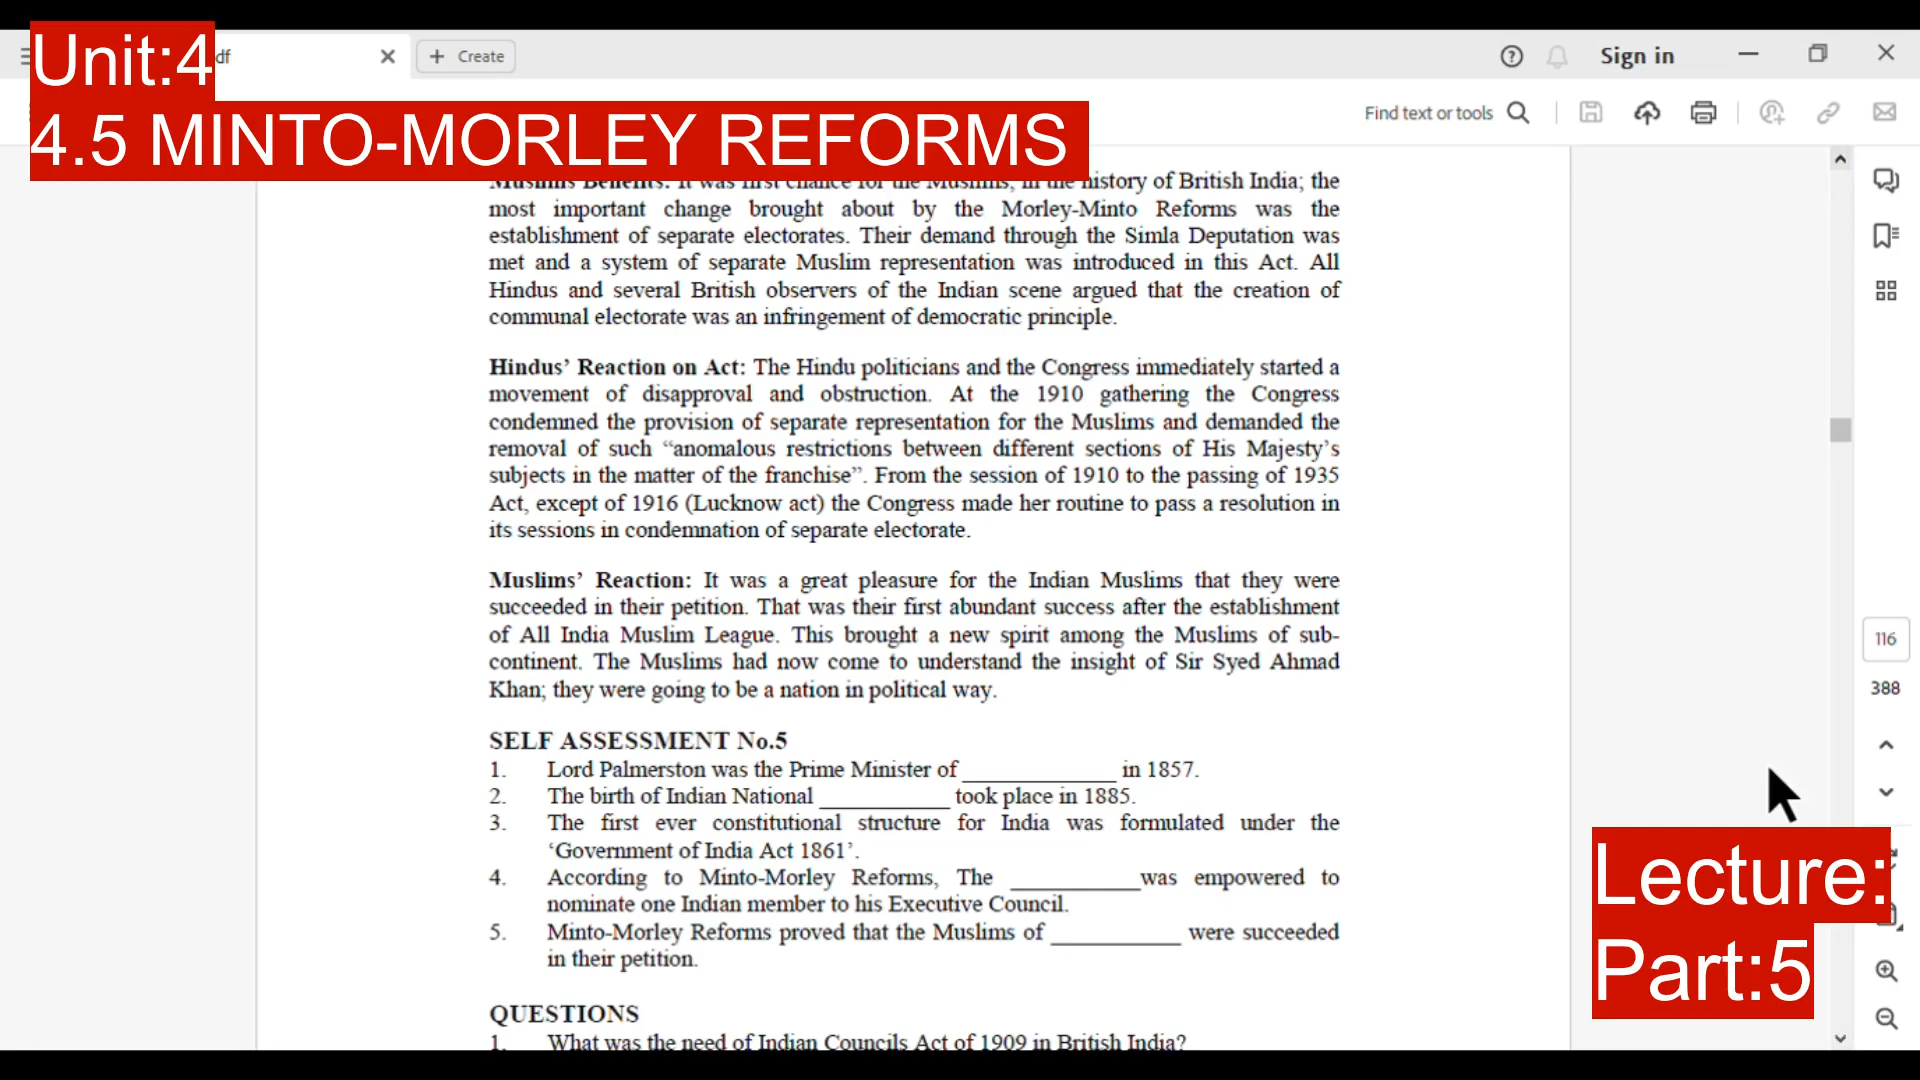 Unit:4
df
Create
Sign in
4.5 MINTO-MORLEY REFORMS
Find text or tools
Muslims Benefits: It was first chance for the Muslims, in the history of British India; the
most important change brought about by the Morley-Minto Reforms was the
establishment of separate electorates. Their demand through the Simla Deputation was
met and a system of separate Muslim representation was introduced in this Act. All
Hindus and several British observers of the Indian scene argued that the creation of
communal electorate was an infringement of democratic principle.
Hindus’ Reaction on Act: The Hindu politicians and the Congress immediately started a
movement of disapproval and obstruction. At the 1910 gathering the Congress
condemned the provision of separate representation for the Muslims and demanded the
removal of such “anomalous restrictions between different sections of His Majesty’s
subjects in the matter of the franchise”. From the session of 1910 to the passing of 1935
Act, except of 1916 (Lucknow act) the Congress made her routine to pass a resolution in
its sessions in condemnation of separate electorate.
Muslims’ Reaction: It was a great pleasure for the Indian Muslims that they were
succeeded in their petition. That was their first abundant success after the establishment
of All India Muslim League. This brought a new spirit among the Muslims of sub-
continent. The Muslims had now come to understand the insight of Sir Syed Ahmad
Khan; they were going to be a nation in political way.
SELF ASSESSMENT No.5
1. Lord Palmerston was the Prime Minister of ____________ in 1857.
2. The birth of Indian National __________ took place in 1885.
3. The first ever constitutional structure for India was formulated under the
‘Government of India Act 1861’.
4. According to Minto-Morley Reforms, The __________was empowered to
nominate one Indian member to his Executive Council.
5. Minto-Morley Reforms proved that the Muslims of __________ were succeeded
in their petition.
QUESTIONS
1. What was the need of Indian Councils Act of 1909 in British India?
116
388
Lecture:
Part:5